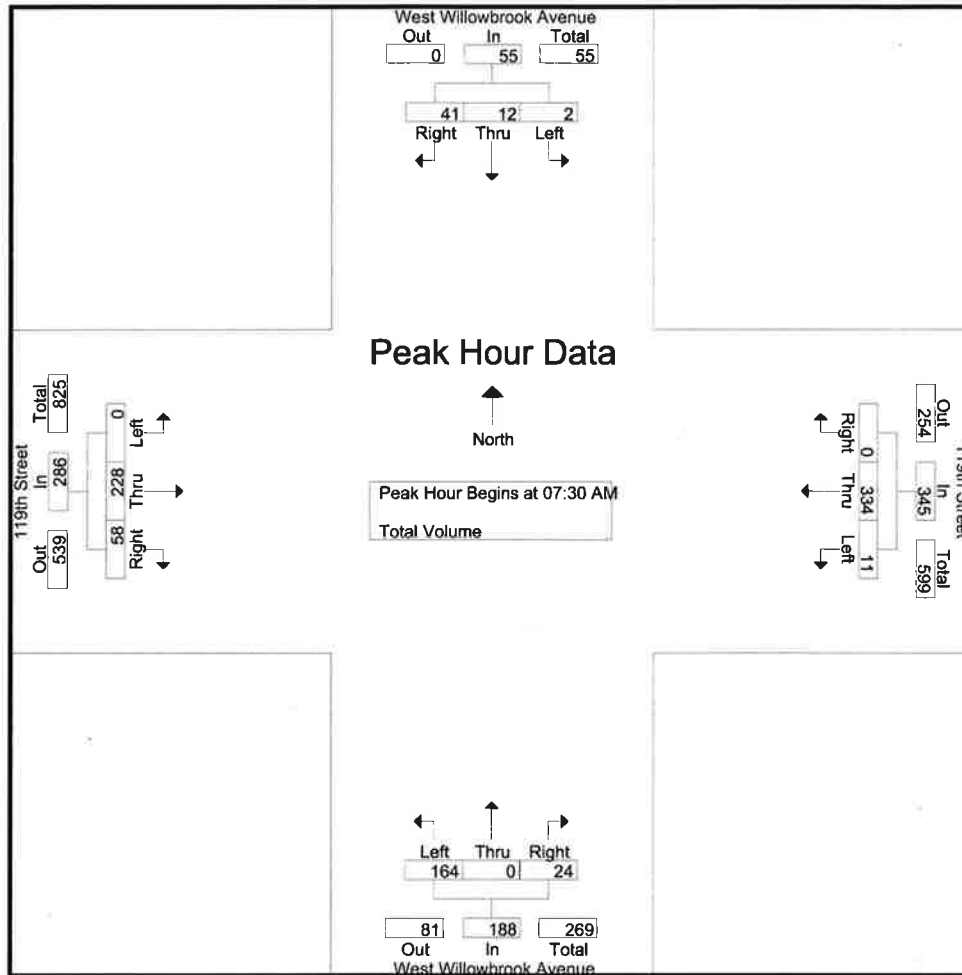 West Willowbrook Avenue
Out In Total
0 55 55
41 12 2
Right Thru Left
Peak Hour Data
North
Peak Hour Begins at 07:30 AM
Total Volume
119th Street
Total In Out
825 286 539
0 228 58
Left Thru Right
Right Thru Left
0 334 11
Out In Total
254 345 599
119th Street
Left Thru Right
164 0 24
81 188 269
Out In Total
West Willowbrook Avenue